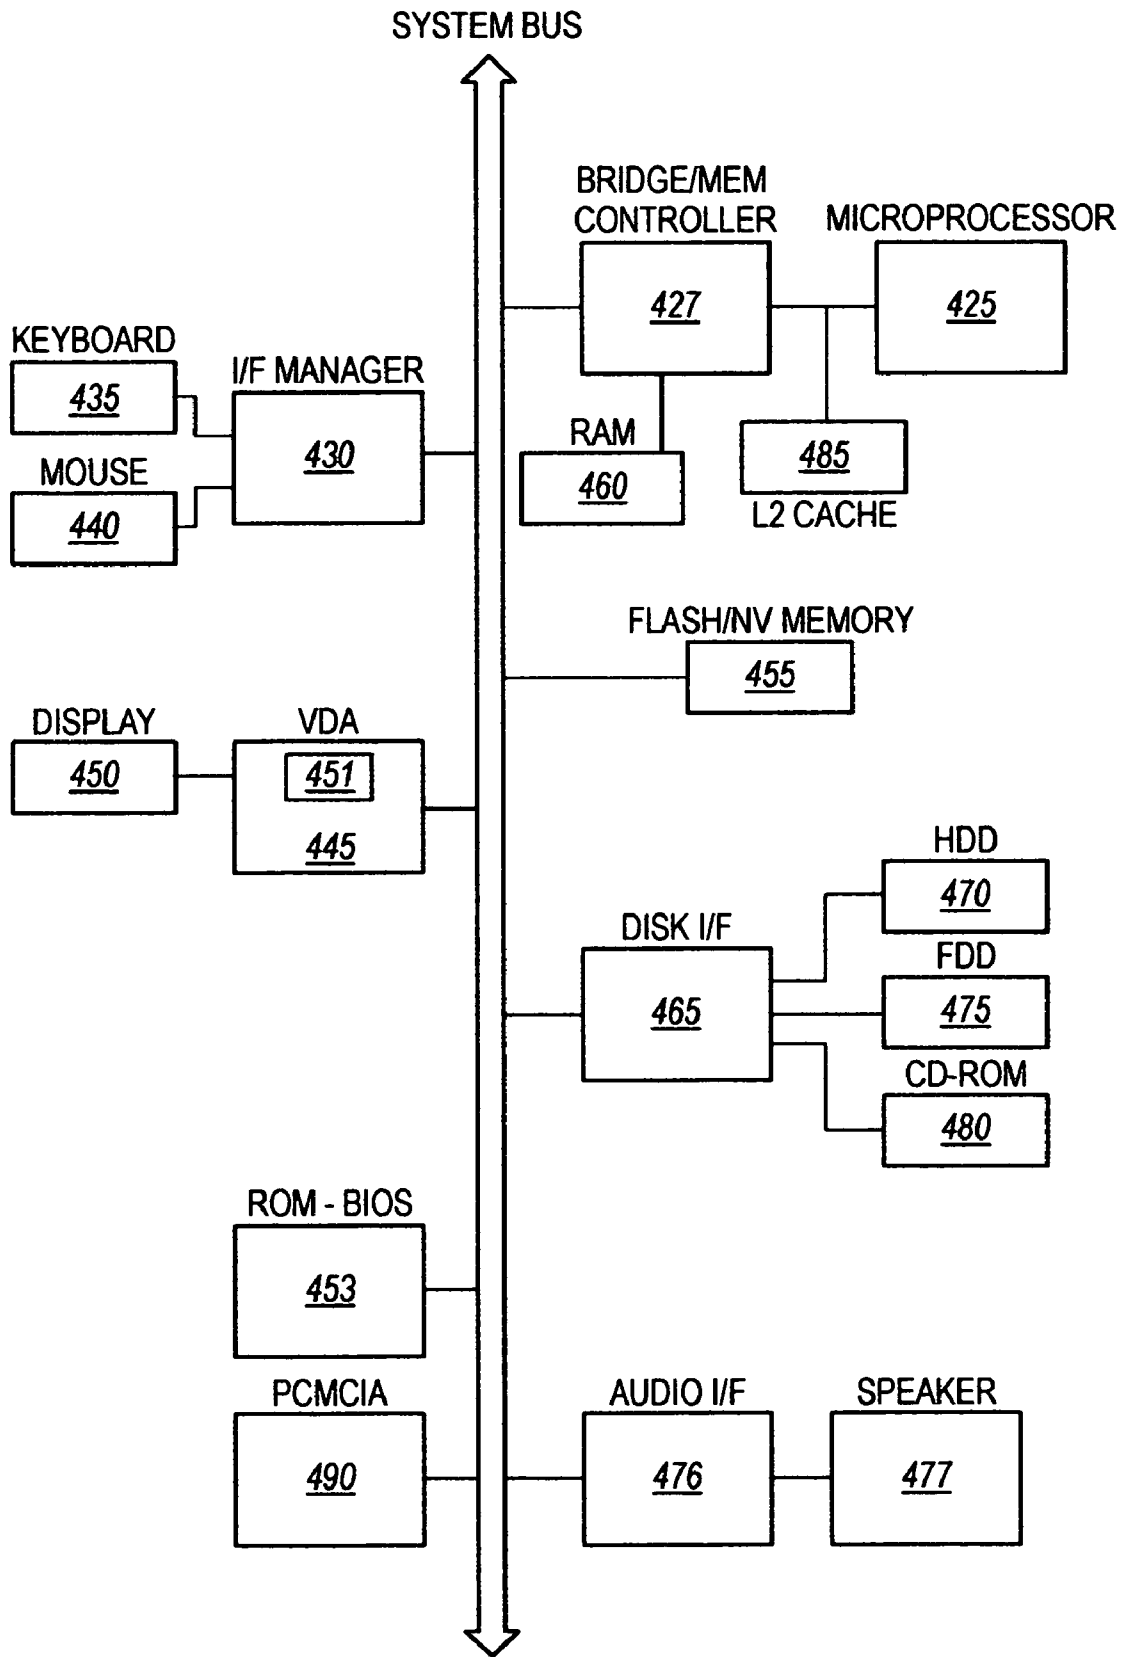 SYSTEM BUS
BRIDGE/MEM
CONTROLLER
427
MICROPROCESSOR
425
KEYBOARD
435
I/F MANAGER
430
MOUSE
440
RAM
460
485
L2 CACHE
FLASH/NV MEMORY
455
DISPLAY
450
VDA
451
445
HDD
470
DISK I/F
465
FDD
475
CD-ROM
480
ROM - BIOS
453
PCMCIA
490
AUDIO I/F
476
SPEAKER
477